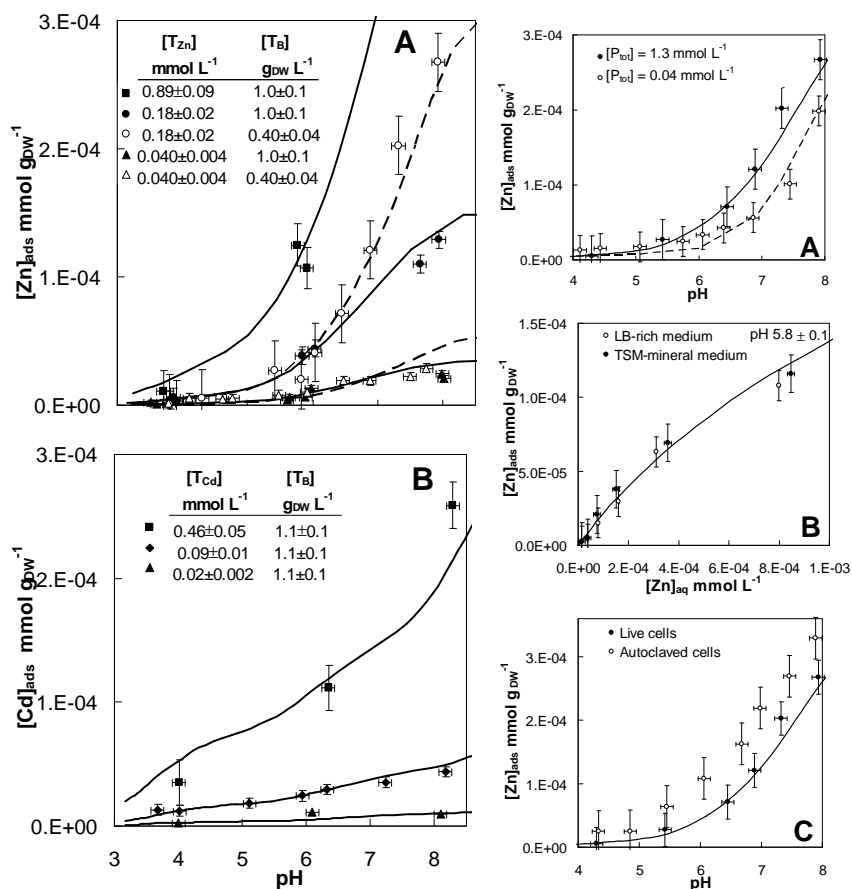 3.E-04
2.E-04
1.E-04
0.E+00
[Zn]ads mmol gDW-1
A
[TZn] [TB]
mmol L-1 gDW L-1
■ 0.89±0.09 1.0±0.1
● 0.18±0.02 1.0±0.1
○ 0.18±0.02 0.40±0.04
▲ 0.040±0.004 1.0±0.1
△ 0.040±0.004 0.40±0.04
3.E-04
2.E-04
1.E-04
0.E+00
[Cd]ads mmol gDW-1
B
[TCd] [TB]
mmol L-1 gDW L-1
■ 0.46±0.05 1.1±0.1
◆ 0.09±0.01 1.1±0.1
▲ 0.02±0.002 1.1±0.1
3 4 5 6 7 8
pH
3.E-04
2.E-04
1.E-04
0.E+00
[Zn]ads mmol gDW-1
● [Ptot] = 1.3 mmol L-1
○ [Ptot] = 0.04 mmol L-1
A
4 5 6 7 8
pH
1.5E-04
1.E-04
5.E-05
0.E+00
[Zn]ads mmol gDW-1
○ LB-rich medium
● TSM-mineral medium
pH 5.8 ± 0.1
B
0.E+00 2.E-04 4.E-04 6.E-04 8.E-04 1.E-03
[Zn]aq mmol L-1
3.E-04
2.E-04
1.E-04
0.E+00
[Zn]ads mmol gDW-1
● Live cells
○ Autoclaved cells
C
4 5 6 7 8
pH